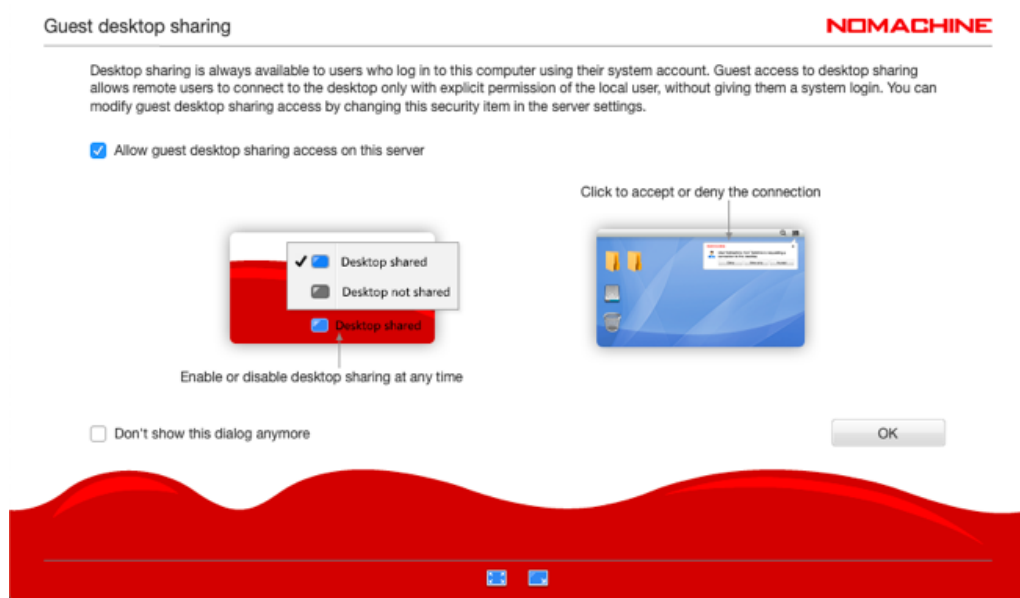 Guest desktop sharing
NOMACHINE
Desktop sharing is always available to users who log in to this computer using their system account. Guest access to desktop sharing
allows remote users to connect to the desktop only with explicit permission of the local user, without giving them a system login. You can
modify guest desktop sharing access by changing this security item in the server settings.
Allow guest desktop sharing access on this server
Click to accept or deny the connection
Desktop shared
Desktop not shared
Desktop shared
Enable or disable desktop sharing at any time
Don't show this dialog anymore
OK